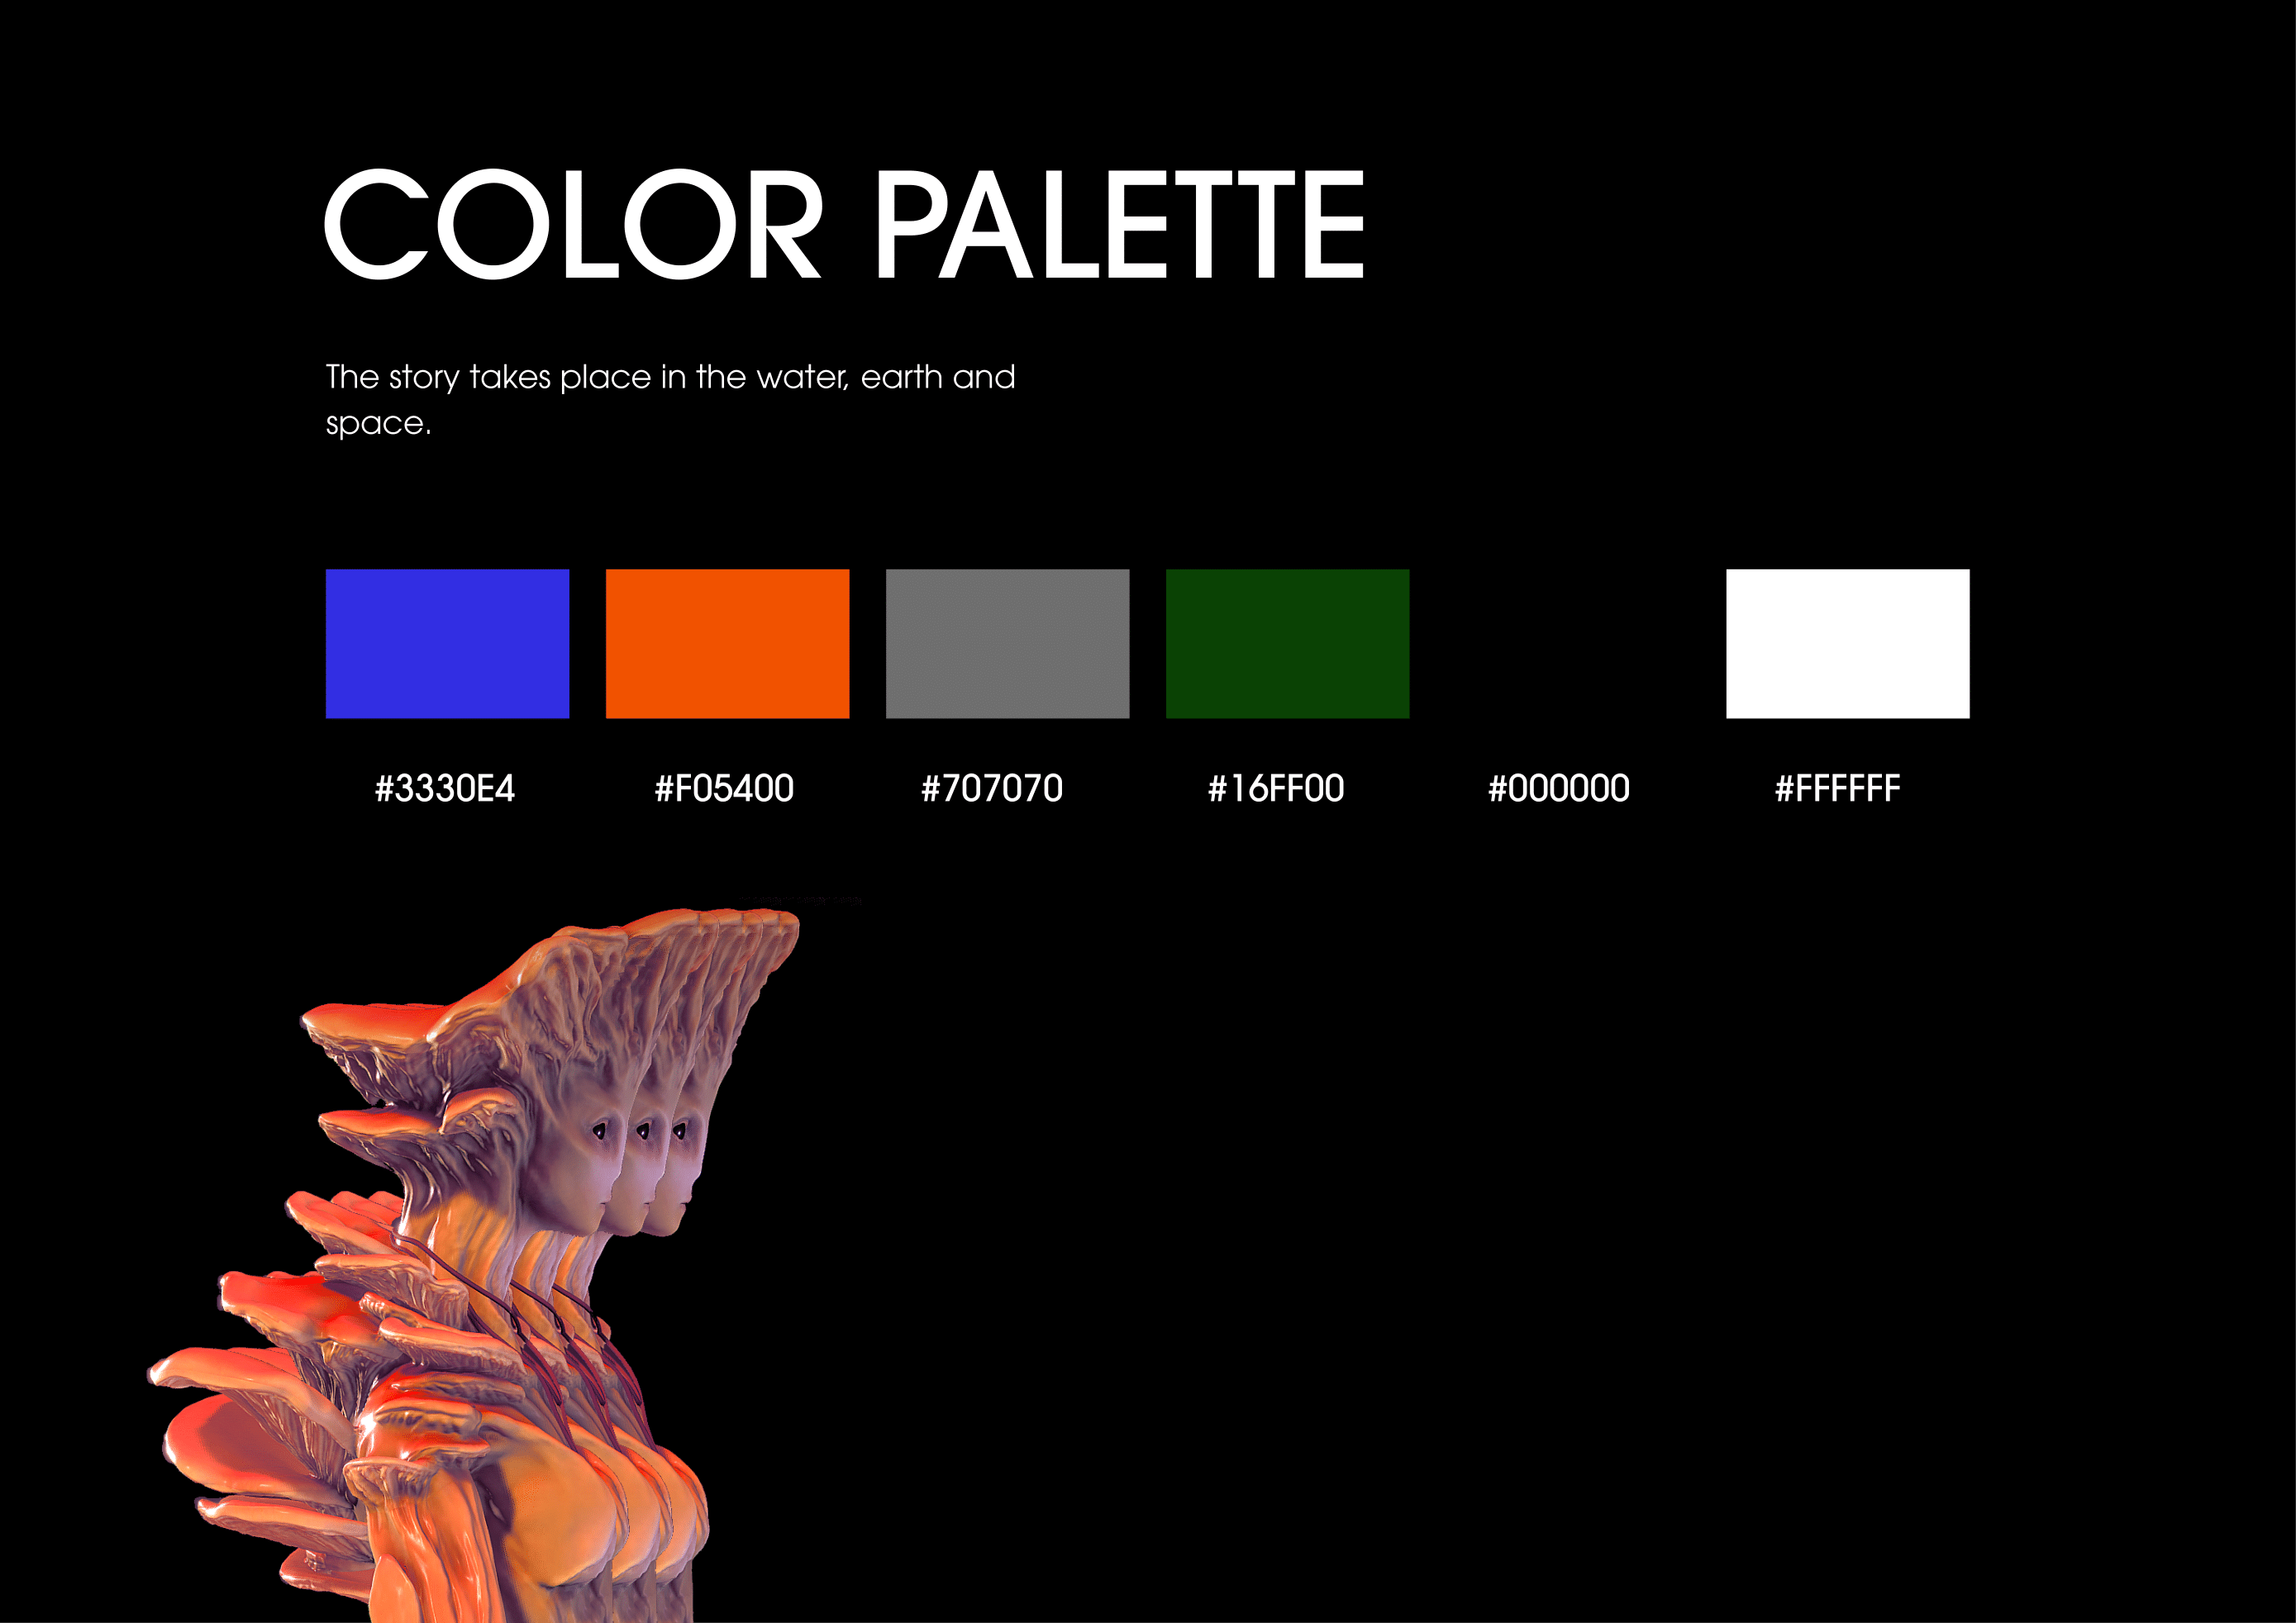 COLOR PALETTE
The story takes place in the water, earth and
space.
#3330E4
#F05400
#707070
#16FF00
#000000
#FFFFFF